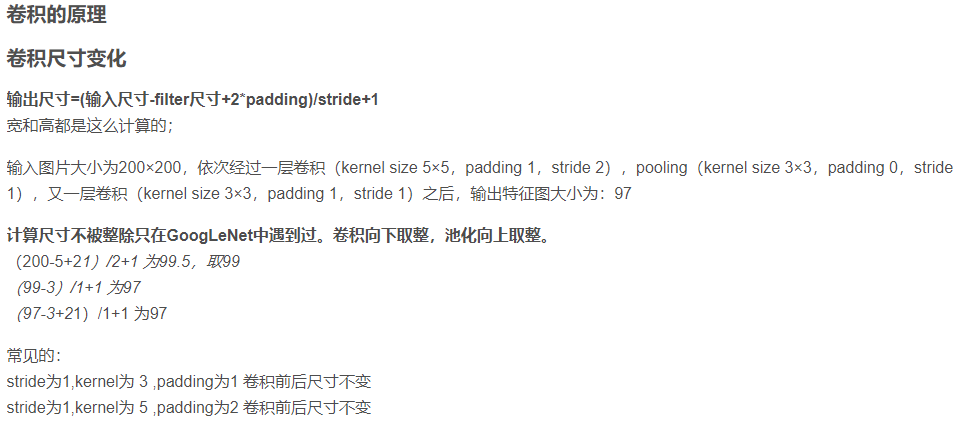 卷积的原理
卷积尺寸变化
输出尺寸=(输入尺寸-filter尺寸+2*padding)/stride+1
宽和高都是这么计算的；
输入图片大小为200×200，依次经过一层卷积（kernel size 5×5，padding 1，stride 2），pooling（kernel size 3×3，padding 0，stride
1），又一层卷积（kernel size 3×3，padding 1，stride 1）之后，输出特征图大小为：97
计算尺寸不被整除只在GoogLeNet中遇到过。卷积向下取整，池化向上取整。
（200-5+21）/2+1 为99.5，取99
（99-3）/1+1 为97
（97-3+21）/1+1 为97
常见的：
stride为1,kernel为 3 ,padding为1 卷积前后尺寸不变
stride为1,kernel为 5 ,padding为2 卷积前后尺寸不变